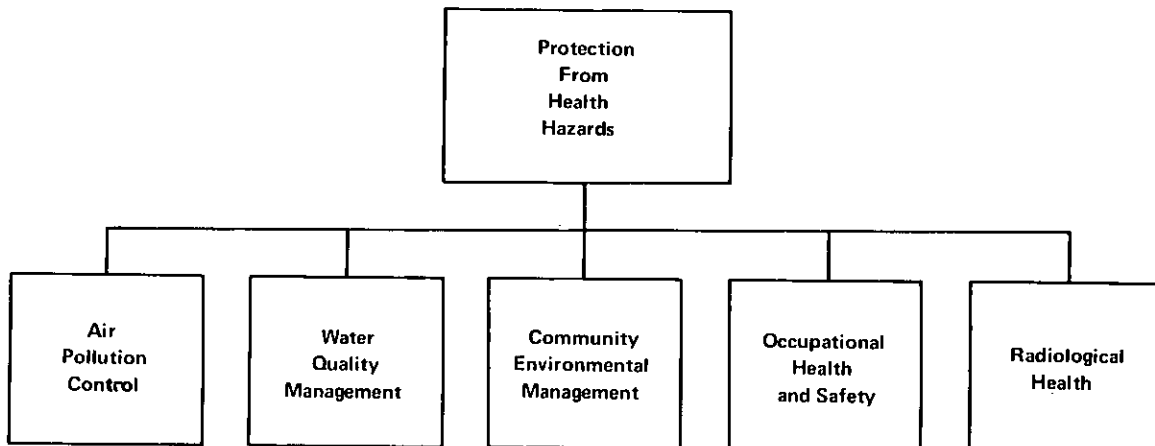 Protection
From
Health
Hazards
Air
Pollution
Control
Water
Quality
Management
Community
Environmental
Management
Occupational
Health
and Safety
Radiological
Health